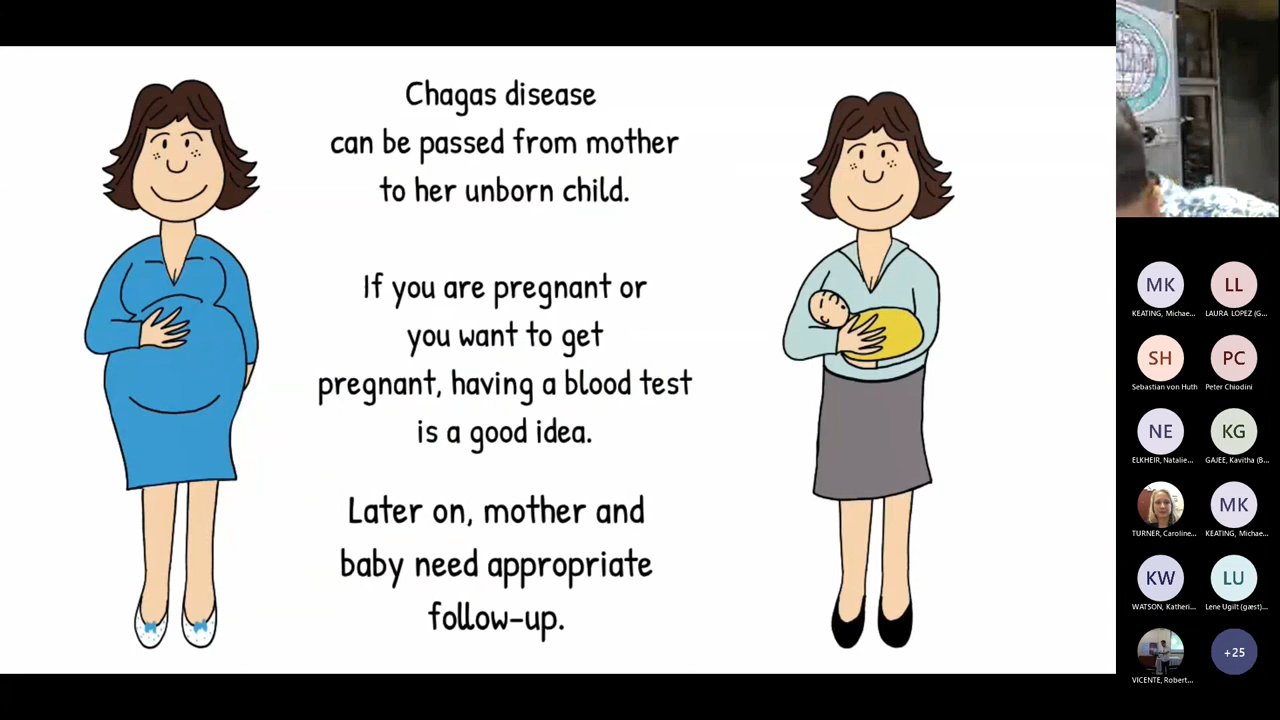 Chagas disease
can be passed from mother
to her unborn child.
If you are pregnant or
you want to get
pregnant, having a blood test
is a good idea.
Later on, mother and
baby need appropriate
follow-up.
MK
LL
KEATING, Michae...
LAURA LOPEZ (G...
SH
PC
Sebastian von Huth
Peter Chiodini
NE
KG
ELKHEIR, Natalie...
GAJEE, Kavitha (B...
MK
TURNER, Caroline...
KEATING, Michae...
KW
LU
WATSON, Katheri...
Lene Ugilt (gæst)...
+25
VICENTE, Robert...